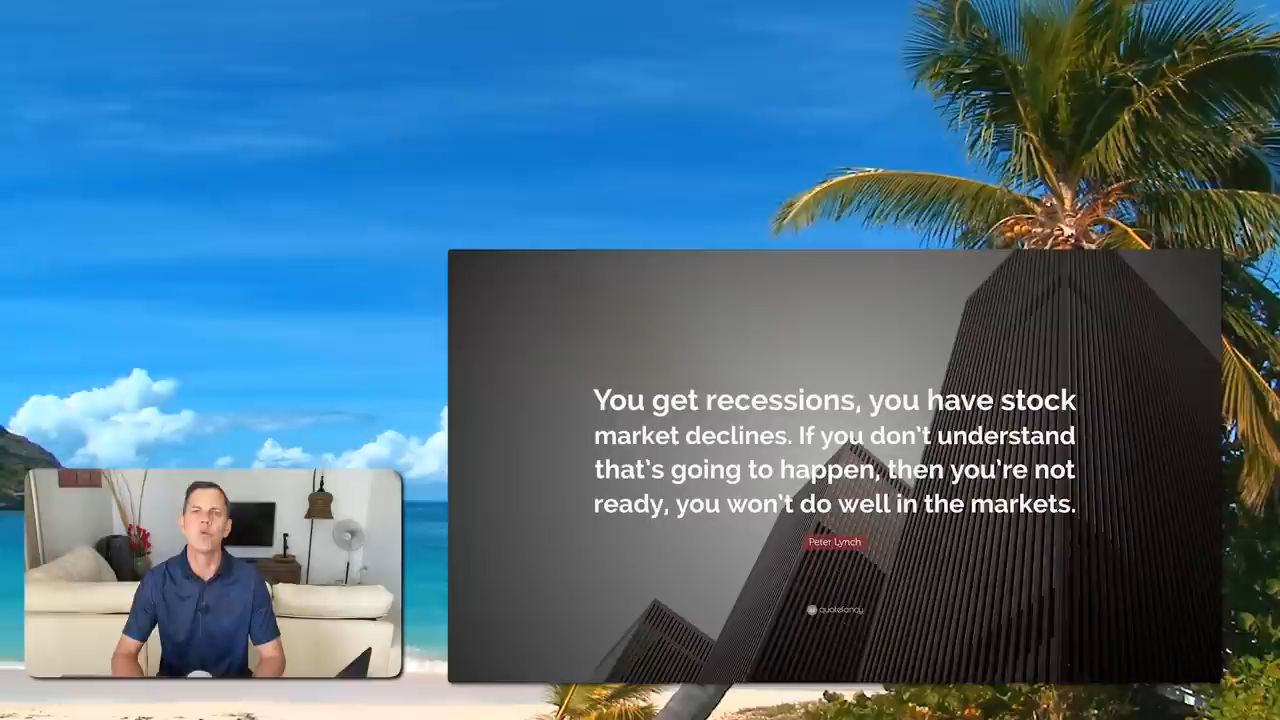 You get recessions, you have stock
market declines. If you don’t understand
that’s going to happen, then you’re not
ready, you won’t do well in the markets.
Peter Lynch
quotefancy